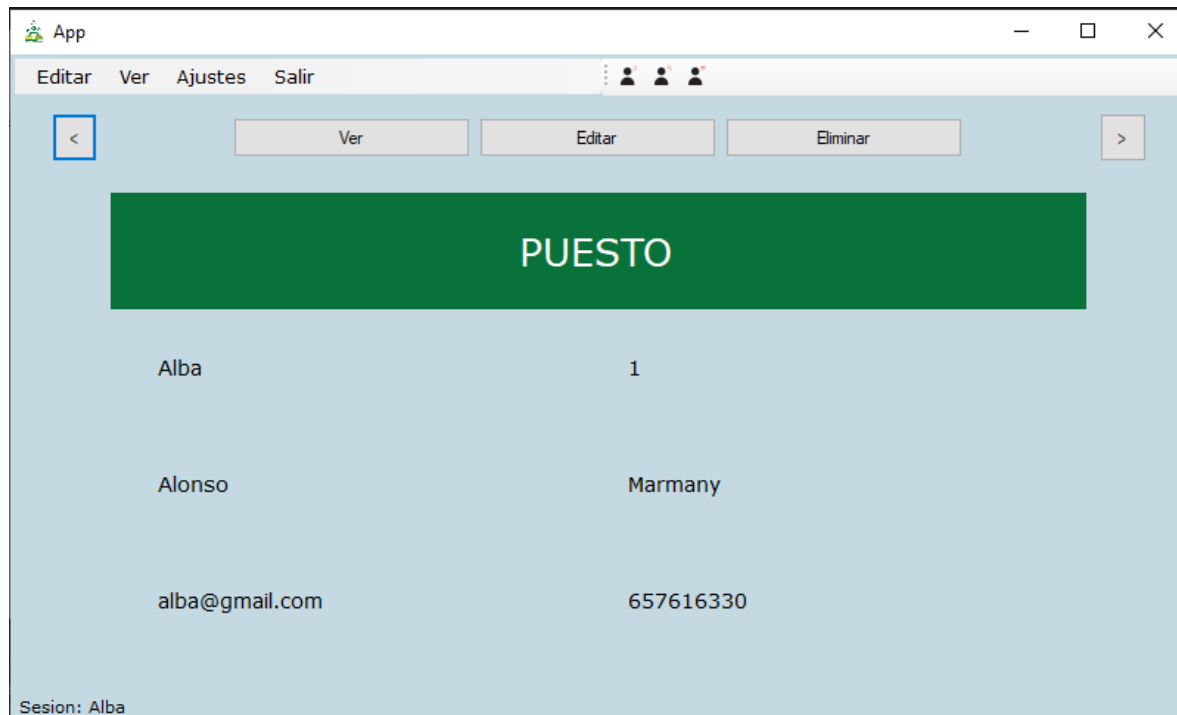 App
Editar Ver Ajustes Salir
< Ver Editar Eliminar >
PUESTO
Alba 1
Alonso Marmany
alba@gmail.com 657616330
Sesion: Alba